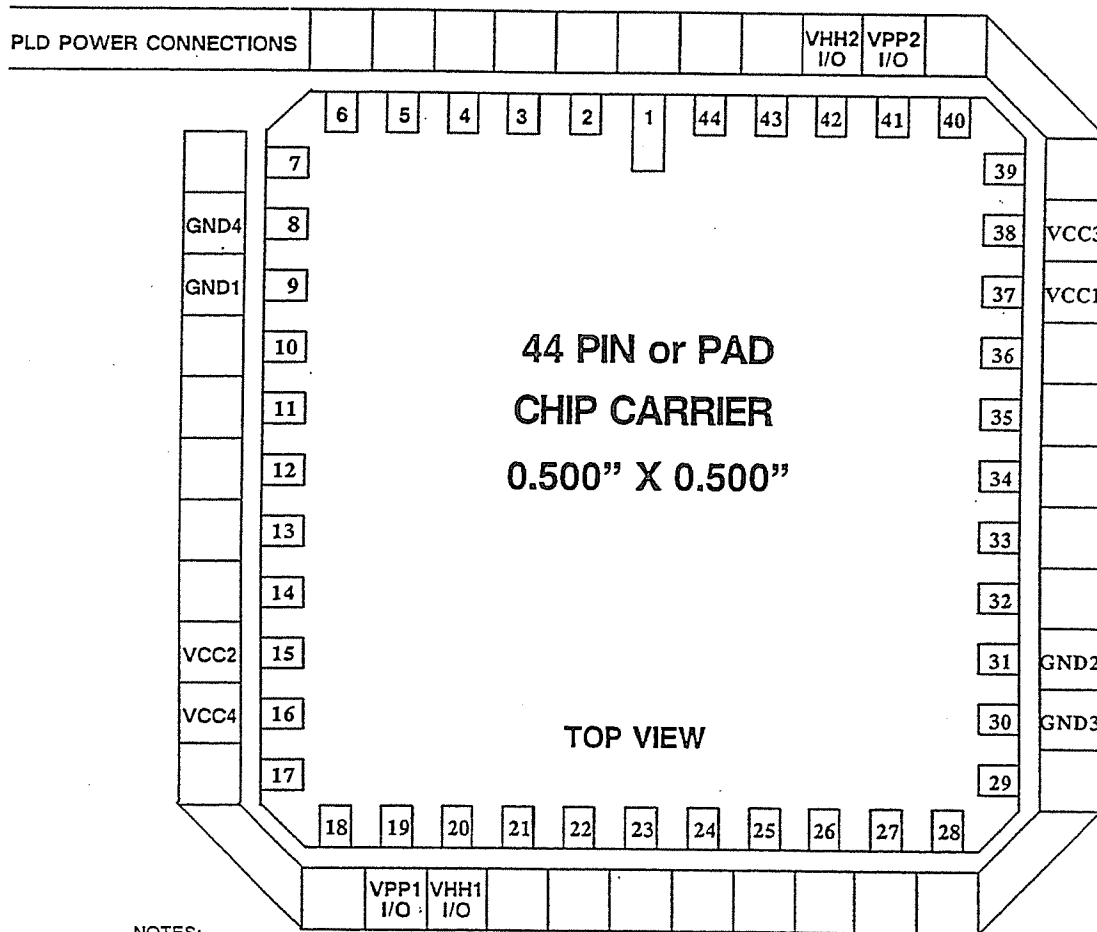 PLD POWER CONNECTIONS
VHH2 I/O
VPP2 I/O
6 5 4 3 2 1 44 43 42 41 40
7
8
9
10
11
12
13
14
15
16
17
GND4
GND1
VCC2
VCC4
44 PIN or PAD
CHIP CARRIER
0.500” X 0.500”
TOP VIEW
39
38
37
36
35
34
33
32
31
30
29
VCC3
VCC1
GND2
GND3
18 19 20 21 22 23 24 25 26 27 28
VPP1 I/O
VHH1 I/O
NOTES: